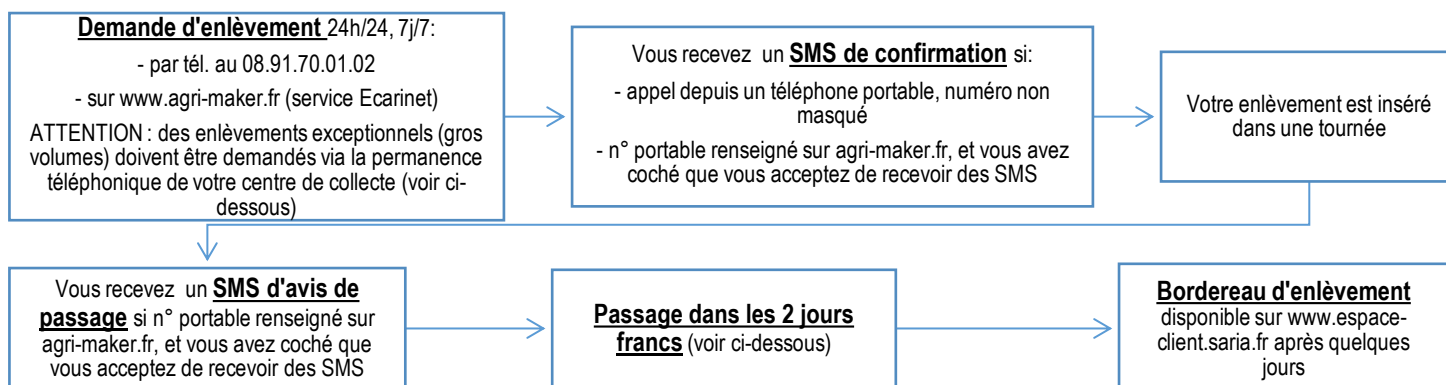 Demande d'enlèvement 24h/24, 7j/7:
- par tél. au 08.91.70.01.02
- sur www.agri-maker.fr (service Ecarinet)
ATTENTION : des enlèvements exceptionnels (gros
volumes) doivent être demandés via la permanence
téléphonique de votre centre de collecte (voir ci-
dessous)
Vous recevez un SMS de confirmation si:
- appel depuis un téléphone portable, numéro non
masqué
- n° portable renseigné sur agri-maker.fr, et vous avez
coché que vous acceptez de recevoir des SMS
Votre enlèvement est inséré
dans une tournée
Vous recevez un SMS d'avis de
passage si n° portable renseigné sur
agri-maker.fr, et vous avez coché que
vous acceptez de recevoir des SMS
Passage dans les 2 jours
francs (voir ci-dessous)
Bordereau d'enlèvement
disponible sur www.espace-
client.saria.fr après quelques
jours